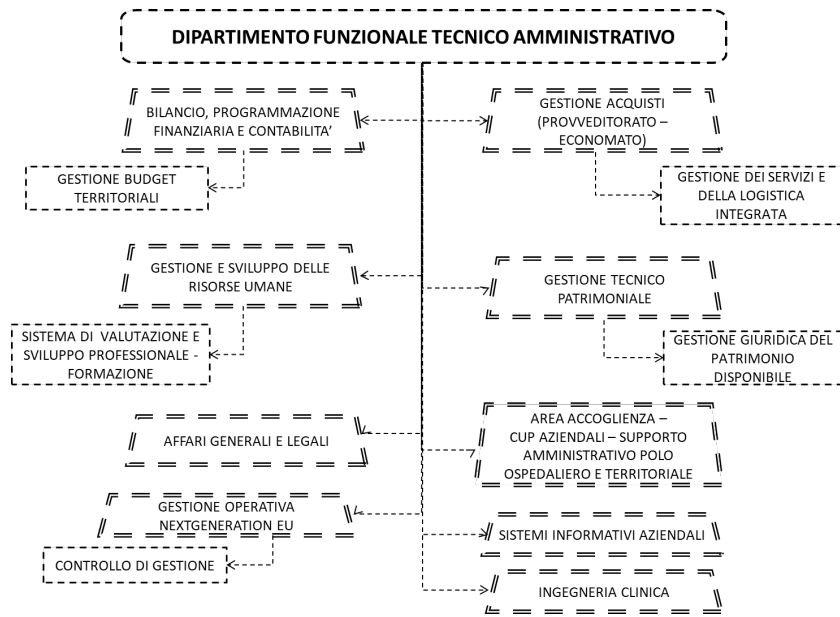 DIPARTIMENTO FUNZIONALE TECNICO AMMINISTRATIVO
BILANCIO, PROGRAMMAZIONE
FINANZIARIA E CONTABILITA’
GESTIONE BUDGET
TERRITORIALI
GESTIONE E SVILUPPO DELLE
RISORSE UMANE
SISTEMA DI VALUTAZIONE E
SVILUPPO PROFESSIONALE -
FORMAZIONE
AFFARI GENERALI E LEGALI
GESTIONE OPERATIVA
NEXTGENERATION EU
CONTROLLO DI GESTIONE
GESTIONE ACQUISTI
(PROVVEDITORATO –
ECONOMATO)
GESTIONE DEI SERVIZI E
DELLA LOGISTICA
INTEGRATA
GESTIONE TECNICO
PATRIMONIALE
GESTIONE GIURIDICA DEL
PATRIMONIO
DISPONIBILE
AREA ACCOGLIENZA –
CUP AZIENDALI – SUPPORTO
AMMINISTRATIVO POLO
OSPEDALIERO E TERRITORIALE
SISTEMI INFORMATIVI AZIENDALI
INGEGNERIA CLINICA